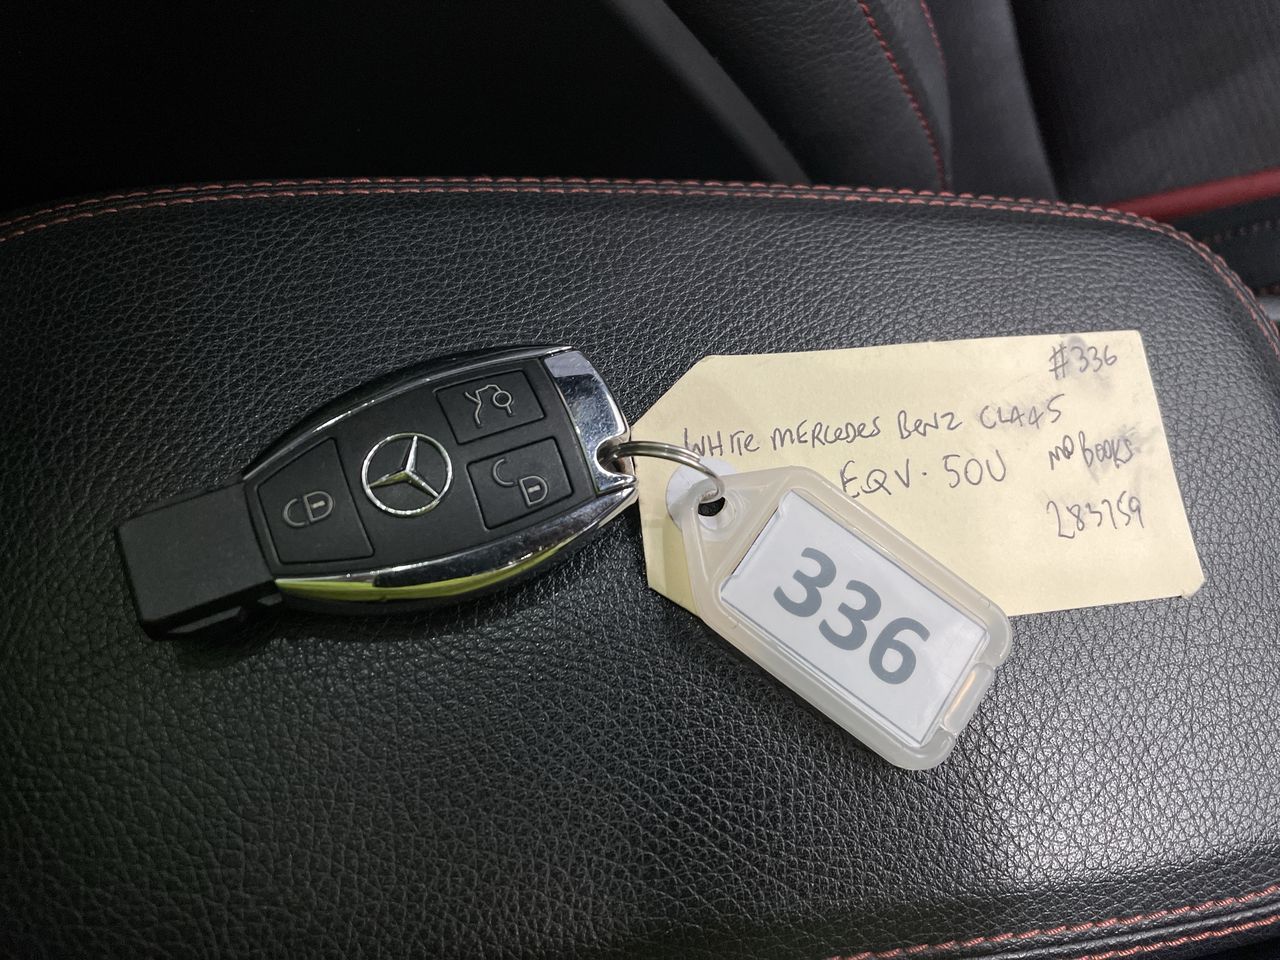 #336
WHITE MERCEDES BENZ CLA45
EQV·50U
NO BOOKS
283759
336